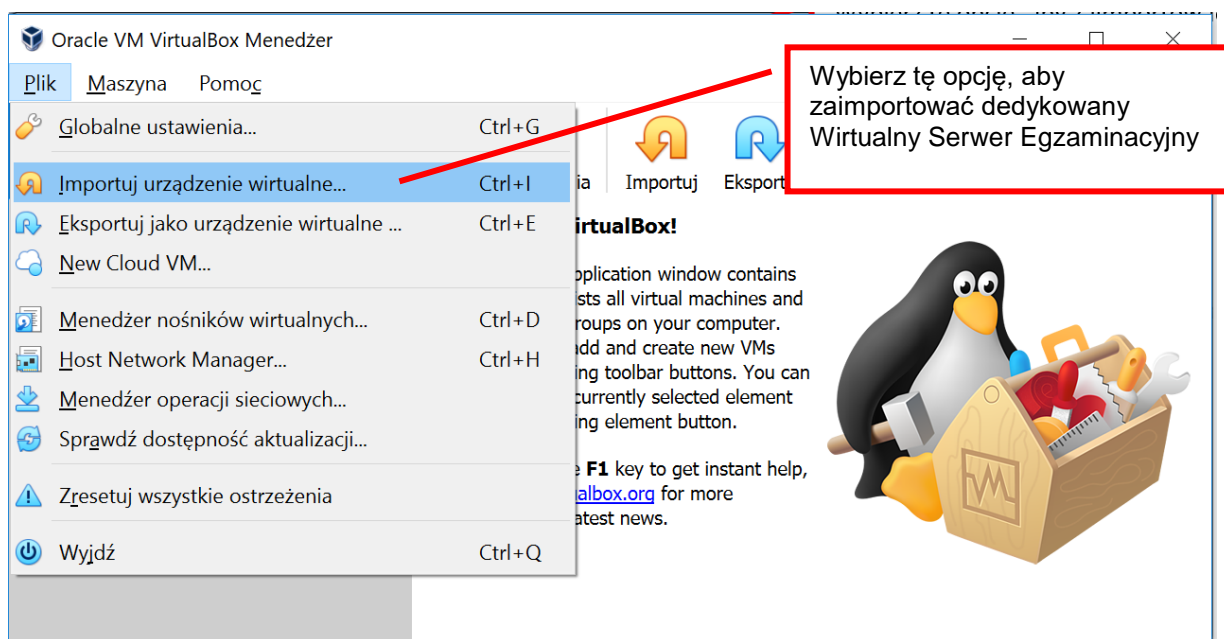 Oracle VM VirtualBox Menedżer
Plik Maszyna Pomoc
Wybierz tę opcję, aby
zaimportować dedykowany
Wirtualny Serwer Egzaminacyjny
Globalne ustawienia... Ctrl+G
Importuj urządzenie wirtualne... Ctrl+I
Eksportuj jako urządzenie wirtualne ... Ctrl+E
New Cloud VM...
Menedżer nośników wirtualnych... Ctrl+D
Host Network Manager... Ctrl+H
Menedżer operacji sieciowych...
Sprawdź dostępność aktualizacji...
Zresetuj wszystkie ostrzeżenia
Wyjdź Ctrl+Q
ia Importuj Eksport
irtualBox!
pplication window contains
ists all virtual machines and
roups on your computer.
add and create new VMs
ing toolbar buttons. You can
currently selected element
ing element button.
F1 key to get instant help,
albox.org for more
atest news.